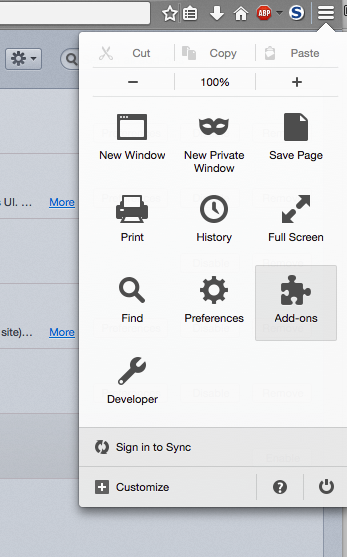 ABP
S
Cut
Copy
Paste
− 100% +
New Window
New Private
Window
Save Page
s UI. ... More
Print
History
Full Screen
Find
Preferences
Add-ons
site)... More
Developer
Sign in to Sync
Customize
?